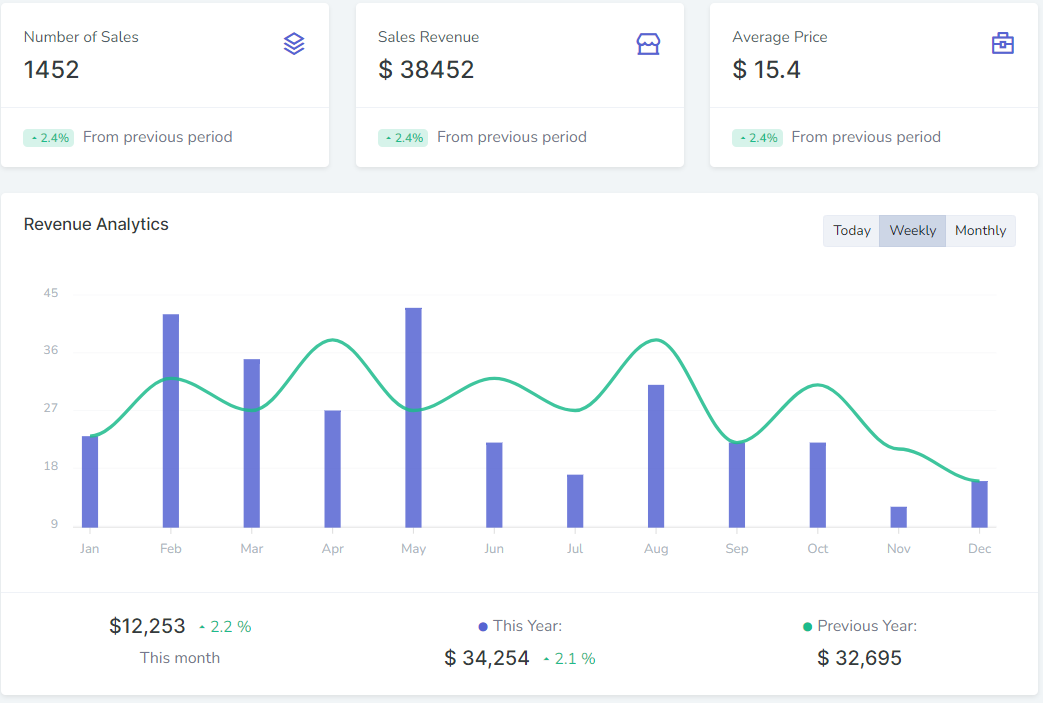 Number of Sales
1452
2.4% From previous period
Sales Revenue
$ 38452
2.4% From previous period
Average Price
$ 15.4
2.4% From previous period
Revenue Analytics
Today Weekly Monthly
45
36
27
18
9
Jan Feb Mar Apr May Jun Jul Aug Sep Oct Nov Dec
$12,253 2.2 %
This month
This Year:
$ 34,254 2.1 %
Previous Year:
$ 32,695